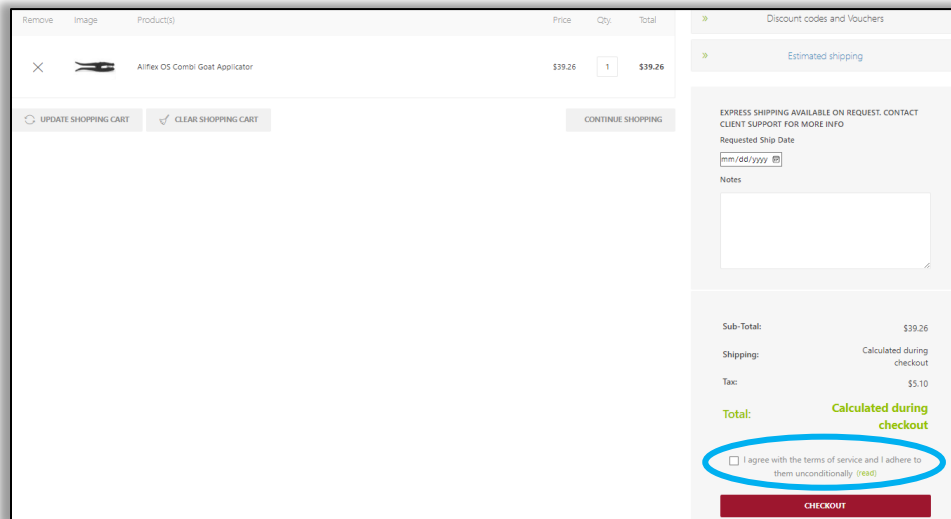 Remove Image Product(s) Price Qty. Total
Allflex OS Combi Goat Applicator $39.26 1 $39.26
UPDATE SHOPPING CART CLEAR SHOPPING CART CONTINUE SHOPPING
» Discount codes and Vouchers
» Estimated shipping
EXPRESS SHIPPING AVAILABLE ON REQUEST. CONTACT
CLIENT SUPPORT FOR MORE INFO
Requested Ship Date
mm/dd/yyyy
Notes
Sub-Total: $39.26
Shipping: Calculated during
checkout
Tax: $5.10
Total: Calculated during
checkout
I agree with the terms of service and I adhere to
them unconditionally (read)
CHECKOUT